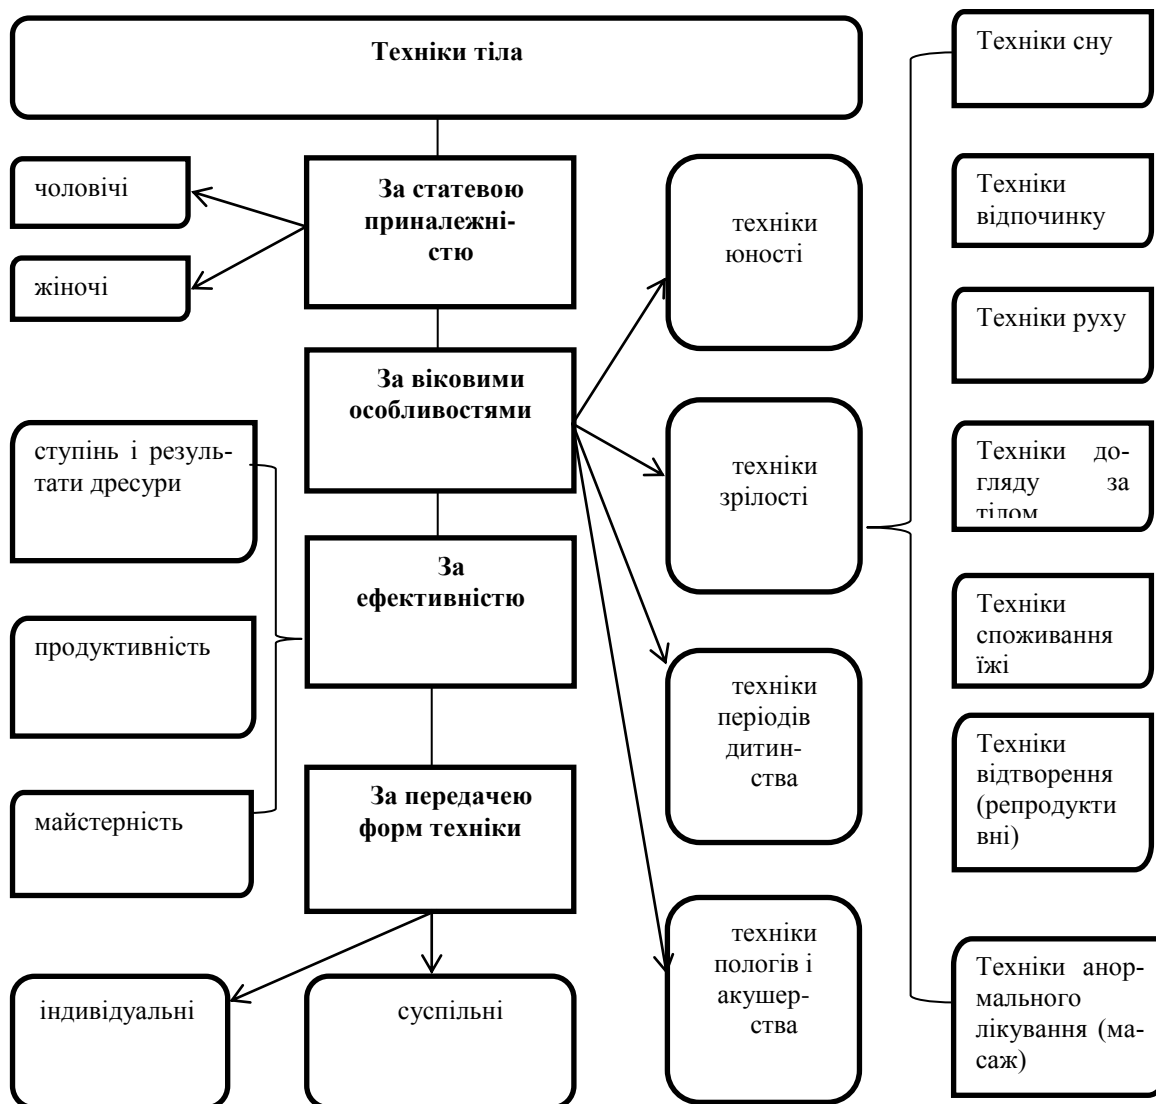 Техніки тіла
чоловічі
жіночі
За статевою
приналежні-
стю
За віковими
особливостями
ступінь і резуль-
тати дресури
продуктивність
майстерність
За
ефективністю
За передачею
форм техніки
індивідуальні
суспільні
техніки
юності
техніки
зрілості
техніки
періодів
дитин-
ства
техніки
пологів і
акушер-
ства
Техніки сну
Техніки
відпочинку
Техніки руху
Техніки до-
гляду за
тілом
Техніки
споживання
їжі
Техніки
відтворення
(репродукти
вні)
Техніки анор-
мального
лікування (ма-
саж)